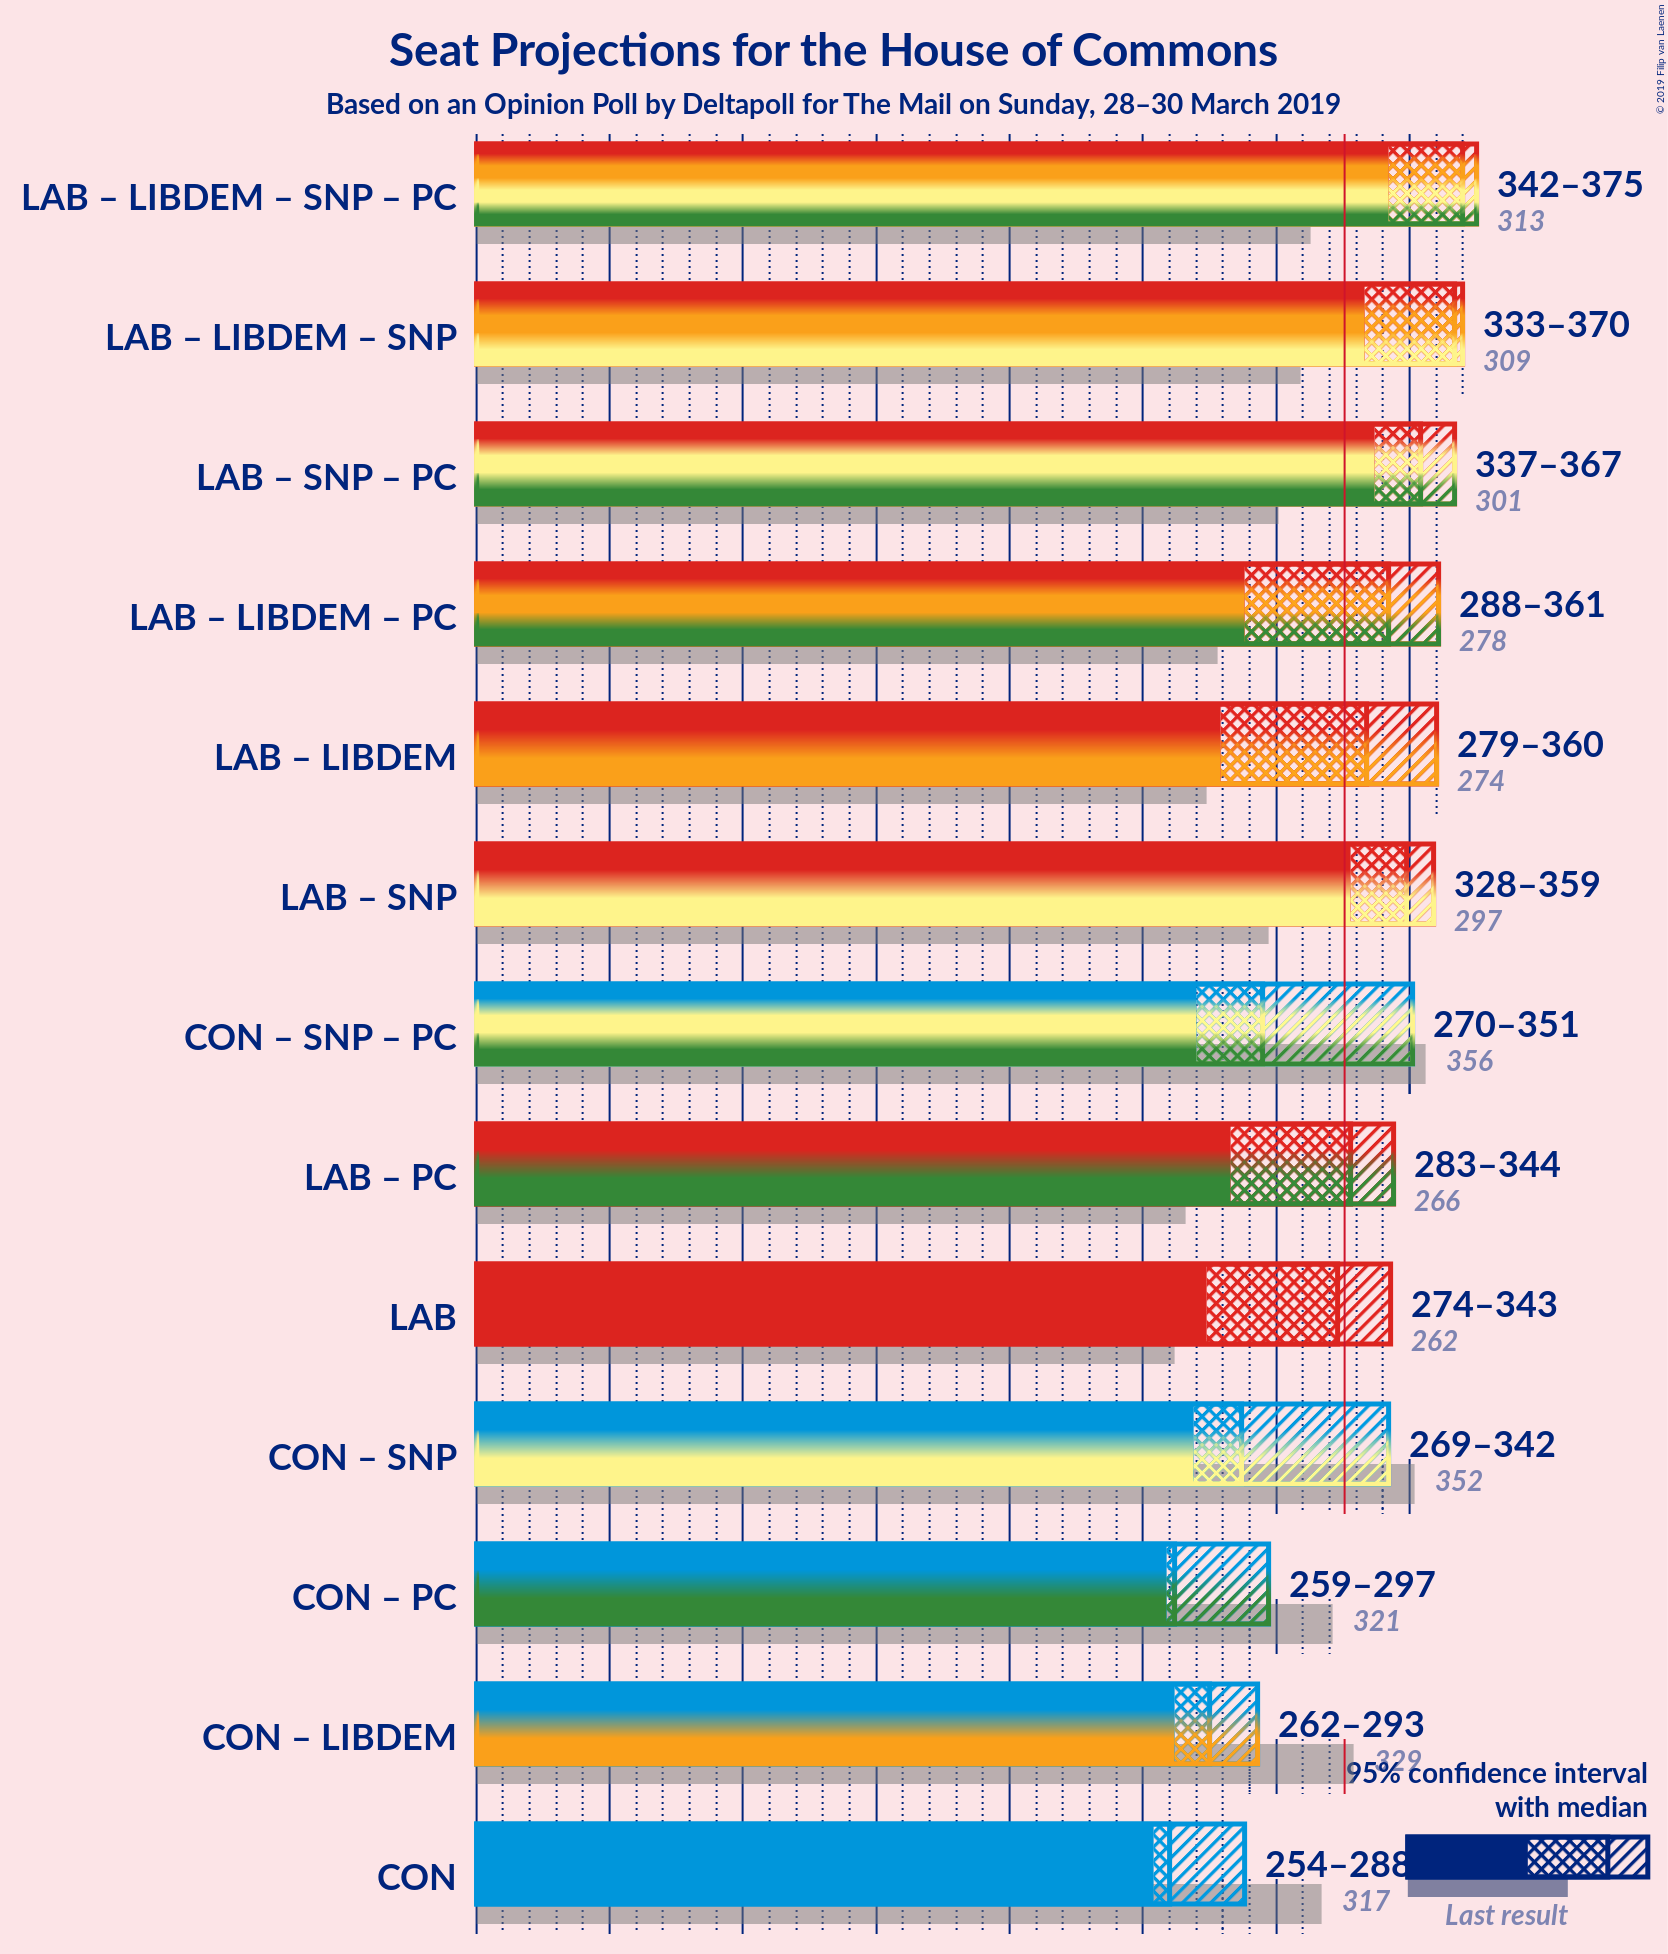 © 2019 Filip van Laenen
Seat Projections for the House of Commons
Based on an Opinion Poll by Deltapoll for The Mail on Sunday, 28–30 March 2019
LAB – LIBDEM – SNP – PC
342–375
313
LAB – LIBDEM – SNP
333–370
309
LAB – SNP – PC
337–367
301
LAB – LIBDEM – PC
288–361
278
LAB – LIBDEM
279–360
274
LAB – SNP
328–359
297
CON – SNP – PC
270–351
356
LAB – PC
283–344
266
LAB
274–343
262
CON – SNP
269–342
352
CON – PC
259–297
321
CON – LIBDEM
262–293
329
95% confidence interval
with median
CON
254–288
317
Last result